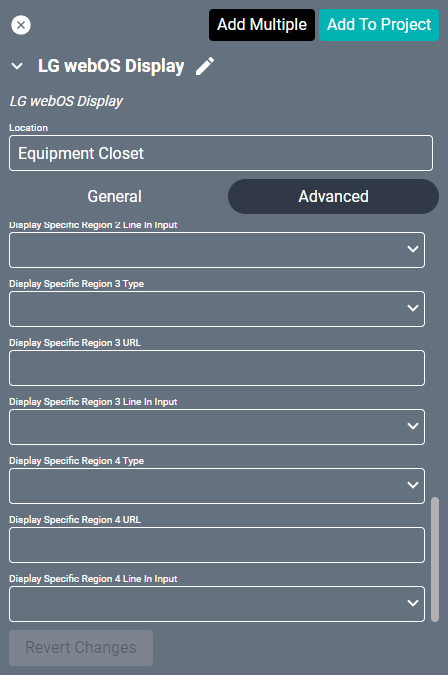 Add Multiple
Add To Project
LG webOS Display
LG webOS Display
Location
Equipment Closet
General
Advanced
Display Specific Region 2 Line In Input
Display Specific Region 3 Type
Display Specific Region 3 URL
Display Specific Region 3 Line In Input
Display Specific Region 4 Type
Display Specific Region 4 URL
Display Specific Region 4 Line In Input
Revert Changes